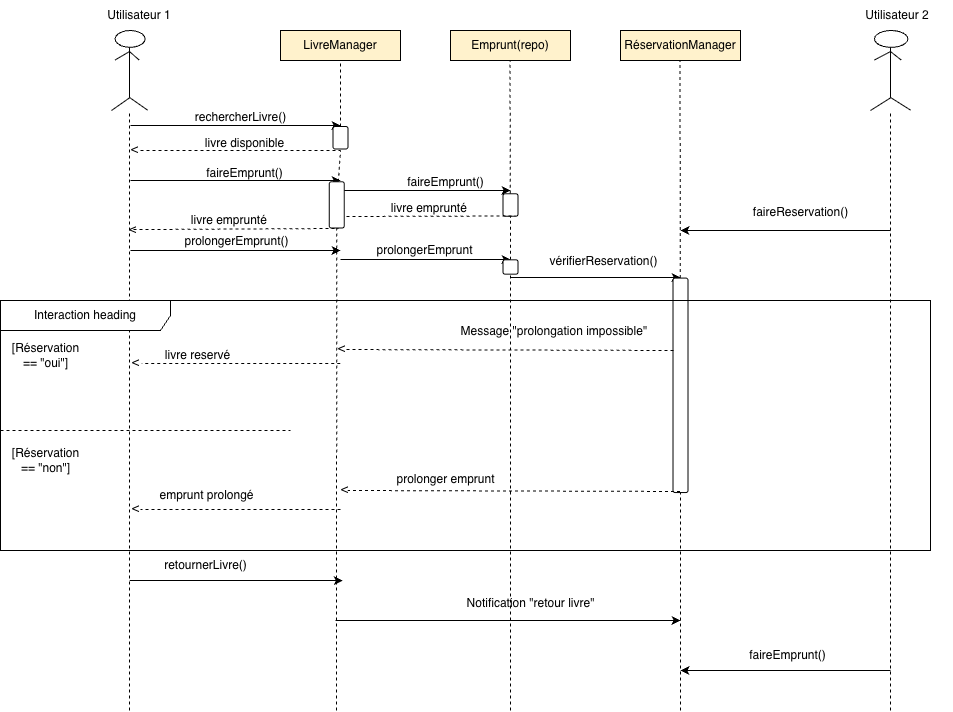 Utilisateur 1
Utilisateur 2
LivreManager
Emprunt(repo)
RéservationManager
rechercherLivre()
livre disponible
faireEmprunt()
faireEmprunt()
livre emprunté
faireReservation()
livre emprunté
prolongerEmprunt()
prolongerEmprunt
vérifierReservation()
Interaction heading
Message "prolongation impossible"
[Réservation
== "oui"]
livre reservé
[Réservation
== "non"]
prolonger emprunt
emprunt prolongé
retournerLivre()
Notification "retour livre"
faireEmprunt()